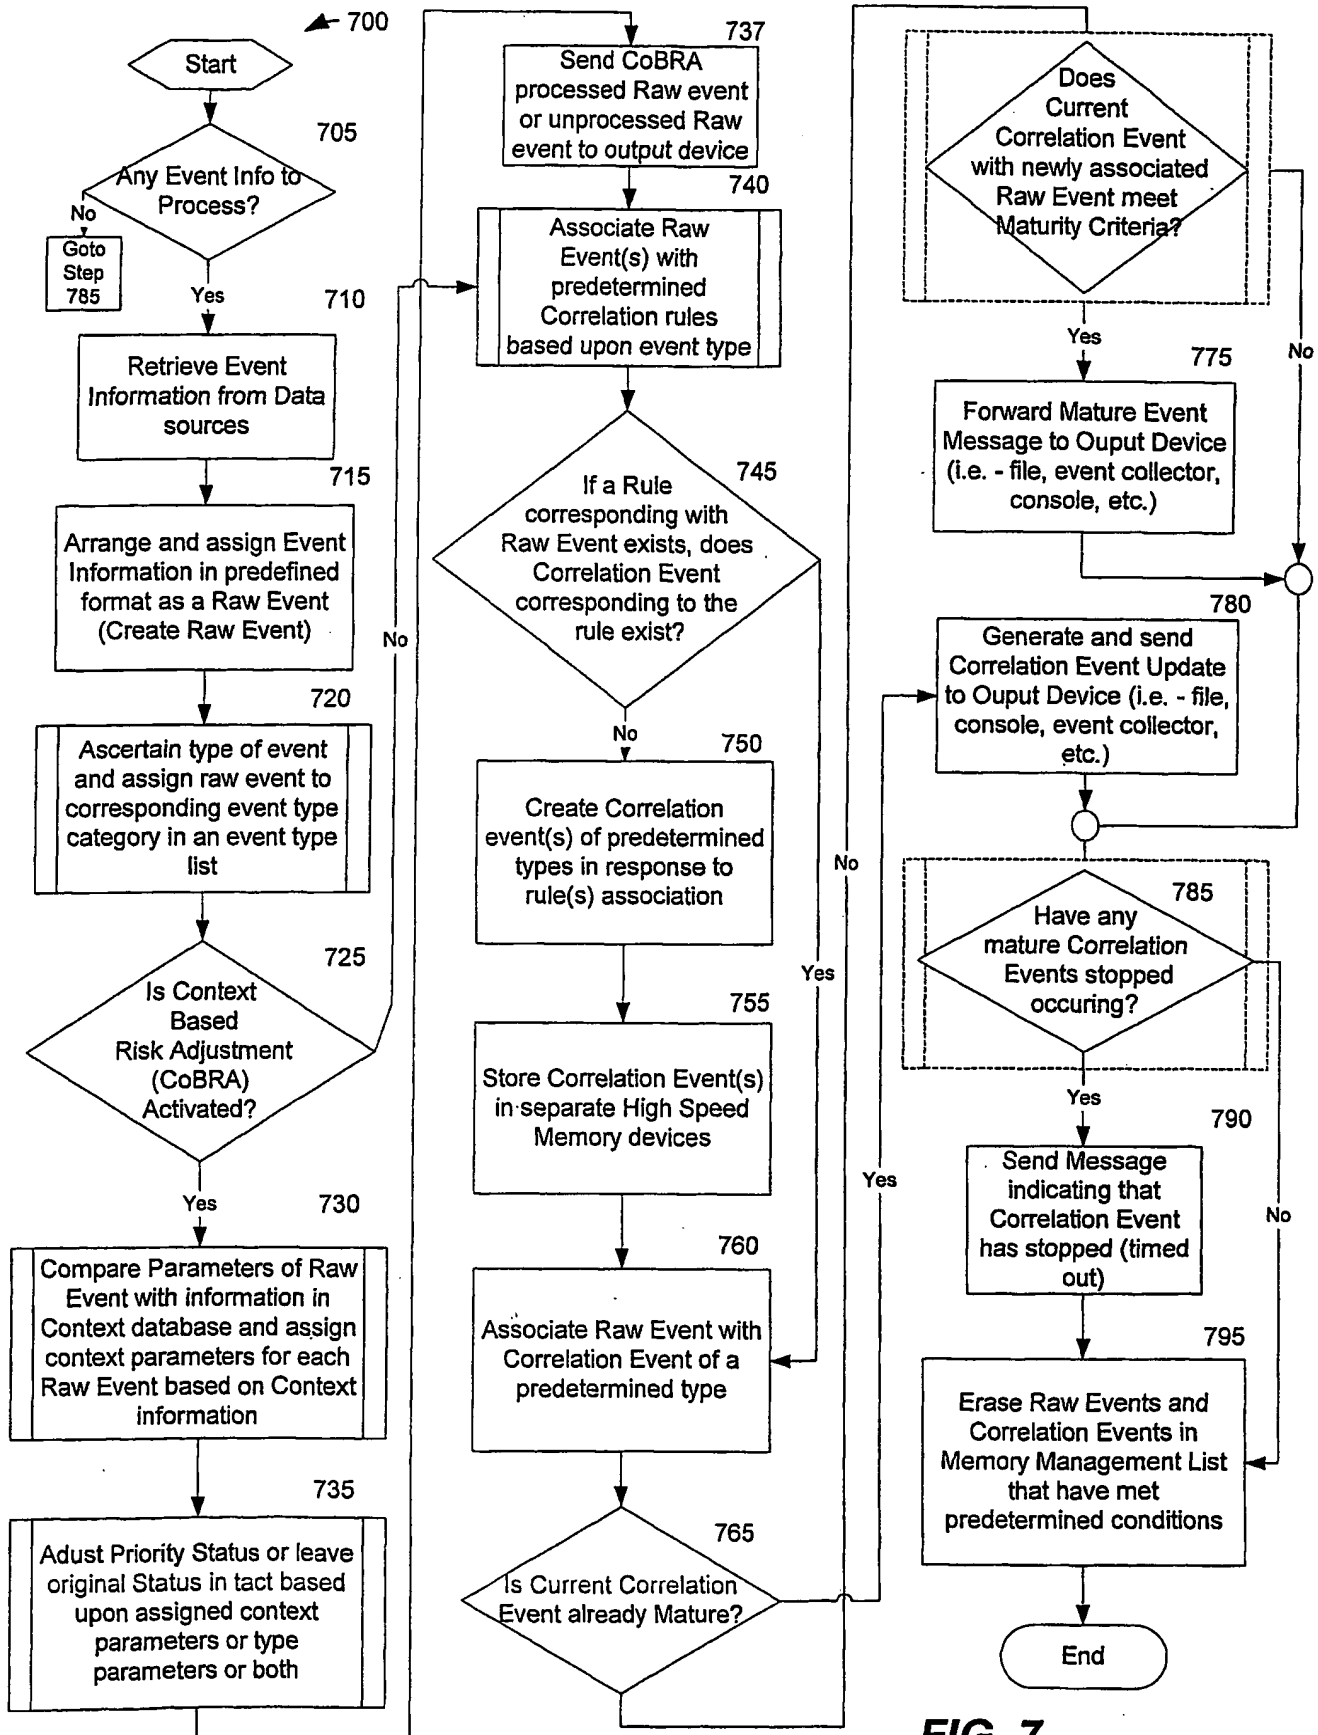 700
Start
705
Any Event Info to
Process?
No
Goto
Step
785
Yes
710
Retrieve Event
Information from Data
sources
715
Arrange and assign Event
Information in predefined
format as a Raw Event
(Create Raw Event)
720
Ascertain type of event
and assign raw event to
corresponding event type
category in an event type
list
725
Is Context
Based
Risk Adjustment
(CoBRA)
Activated?
No
Yes
730
Compare Parameters of Raw
Event with information in
Context database and assign
context parameters for each
Raw Event based on Context
information
735
Adust Priority Status or leave
original Status in tact based
upon assigned context
parameters or type
parameters or both
737
Send CoBRA
processed Raw event
or unprocessed Raw
event to output device
740
Associate Raw
Event(s) with
predetermined
Correlation rules
based upon event type
745
If a Rule
corresponding with
Raw Event exists, does
Correlation Event
corresponding to the
rule exist?
No
Yes
750
Create Correlation
event(s) of predetermined
types in response to
rule(s) association
755
Store Correlation Event(s)
in separate High Speed
Memory devices
760
Associate Raw Event with
Correlation Event of a
predetermined type
765
Is Current Correlation
Event already Mature?
No
Yes
Does
Current
Correlation Event
with newly associated
Raw Event meet
Maturity Criteria?
Yes
No
775
Forward Mature Event
Message to Ouput Device
(i.e. - file, event collector,
console, etc.)
780
Generate and send
Correlation Event Update
to Ouput Device (i.e. - file,
console, event collector,
etc.)
785
Have any
mature Correlation
Events stopped
occuring?
Yes
No
790
Send Message
indicating that
Correlation Event
has stopped (timed
out)
795
Erase Raw Events and
Correlation Events in
Memory Management List
that have met
predetermined conditions
End
FIG. 7